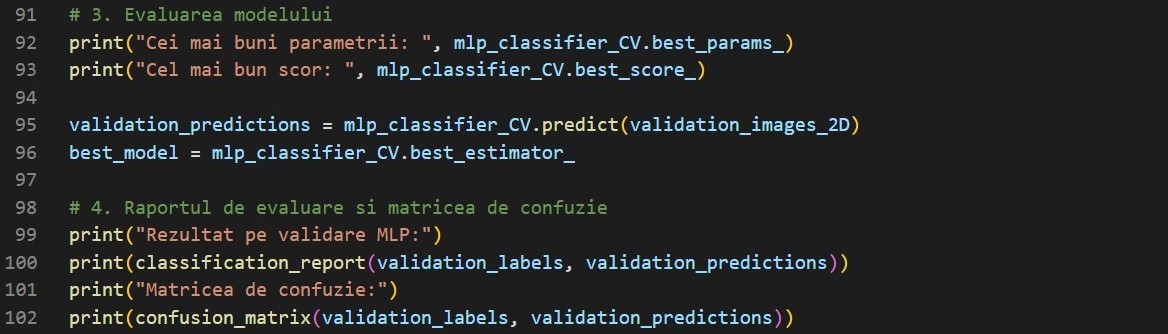 91 # 3. Evaluarea modelului
92 print("Cei mai buni parametrii: ", mlp_classifier_CV.best_params_)
93 print("Cel mai bun scor: ", mlp_classifier_CV.best_score_)
94
95 validation_predictions = mlp_classifier_CV.predict(validation_images_2D)
96 best_model = mlp_classifier_CV.best_estimator_
97
98 # 4. Raportul de evaluare si matricea de confuzie
99 print("Rezultat pe validare MLP:")
100 print(classification_report(validation_labels, validation_predictions))
101 print("Matricea de confuzie:")
102 print(confusion_matrix(validation_labels, validation_predictions))